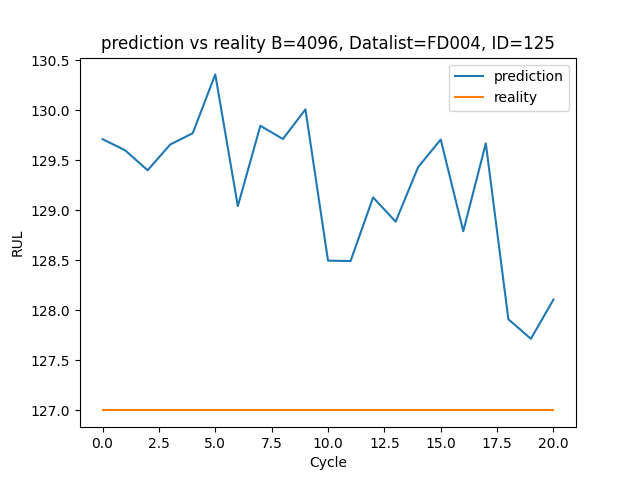 prediction vs reality B=4096, Datalist=FD004, ID=125
prediction
reality
RUL
130.5
130.0
129.5
129.0
128.5
128.0
127.5
127.0
0.0 2.5 5.0 7.5 10.0 12.5 15.0 17.5 20.0
Cycle